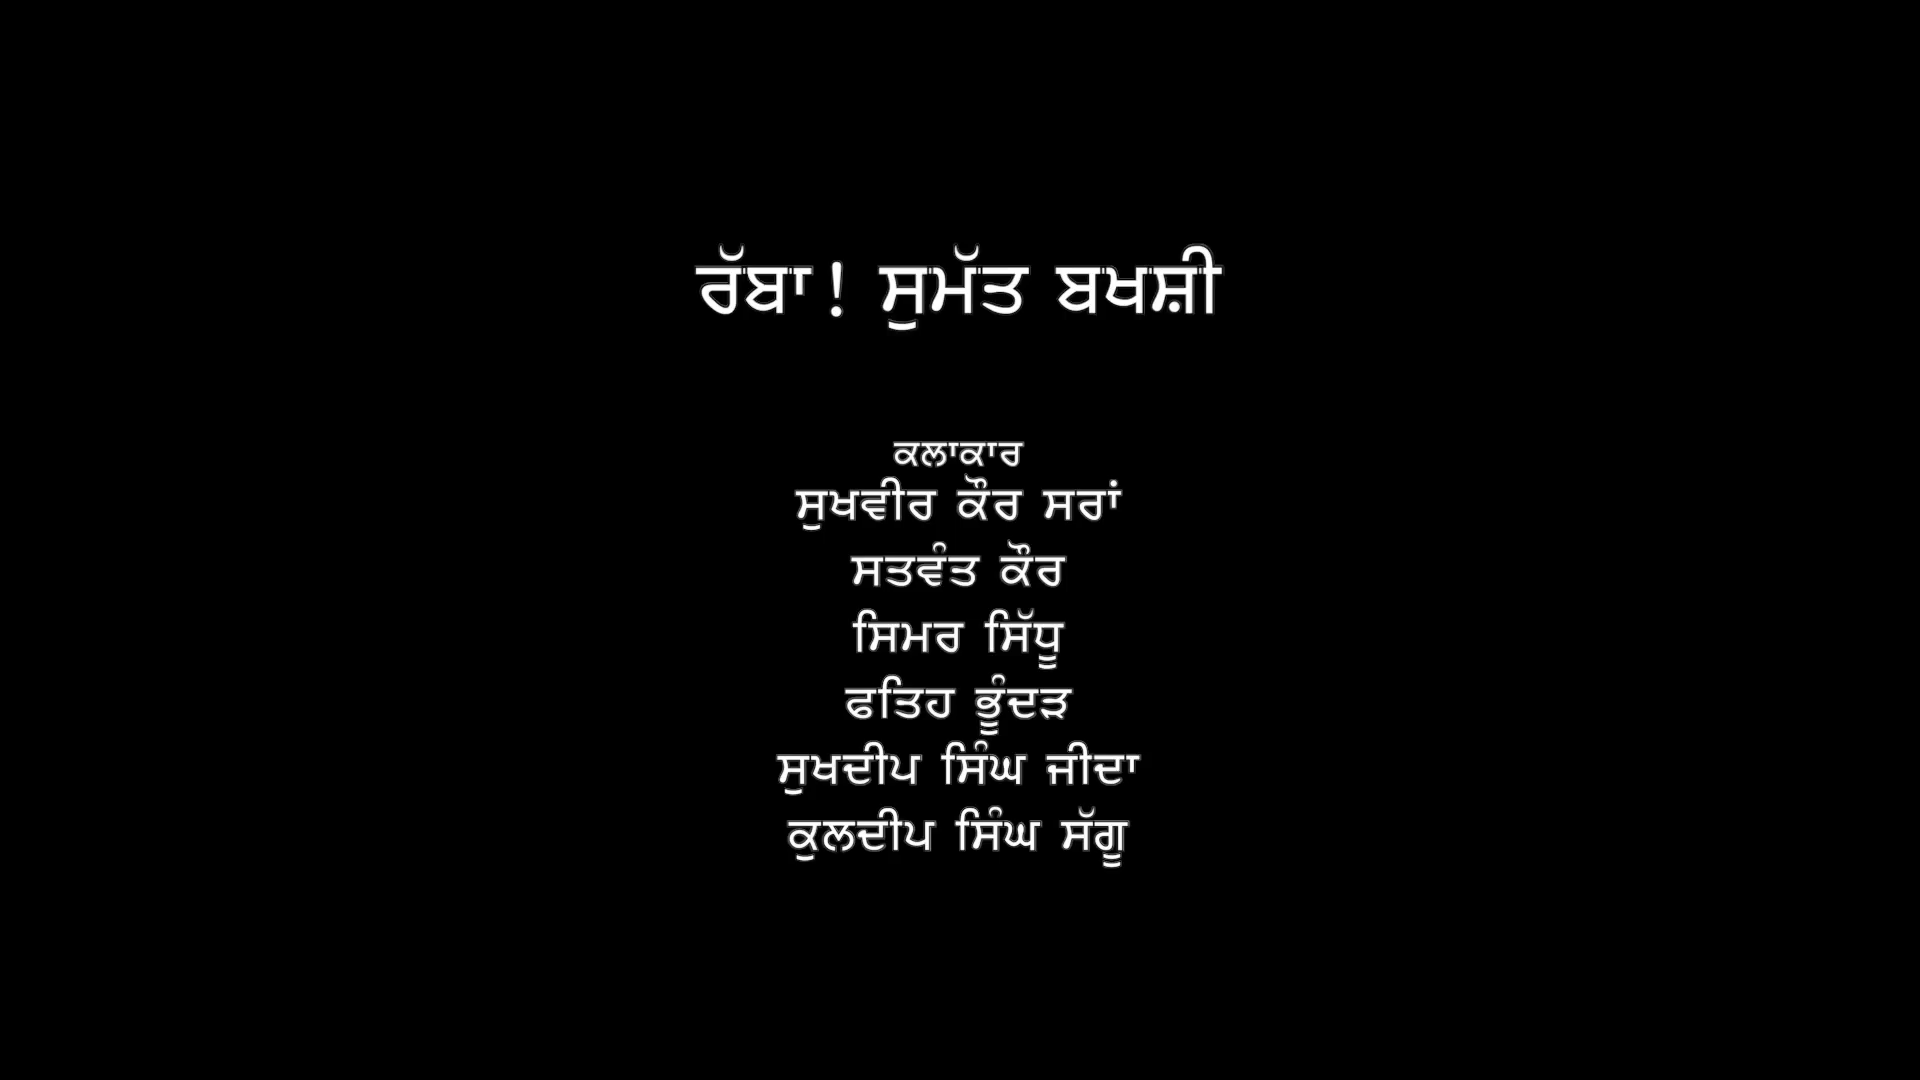 ਰੱਬਾ! ਸੁਮੱਤ ਬਖਸ਼ੀ
ਕਲਾਕਾਰ
ਸੁਖਵੀਰ ਕੌਰ ਸਰਾਂ
ਸਤਵੰਤ ਕੌਰ
ਸਿਮਰ ਸਿੱਧੂ
ਫਤਿਹ ਭੂੰਦੜ
ਸੁਖਦੀਪ ਸਿੰਘ ਜੀਦਾ
ਕੁਲਦੀਪ ਸਿੰਘ ਸੱਗੂ